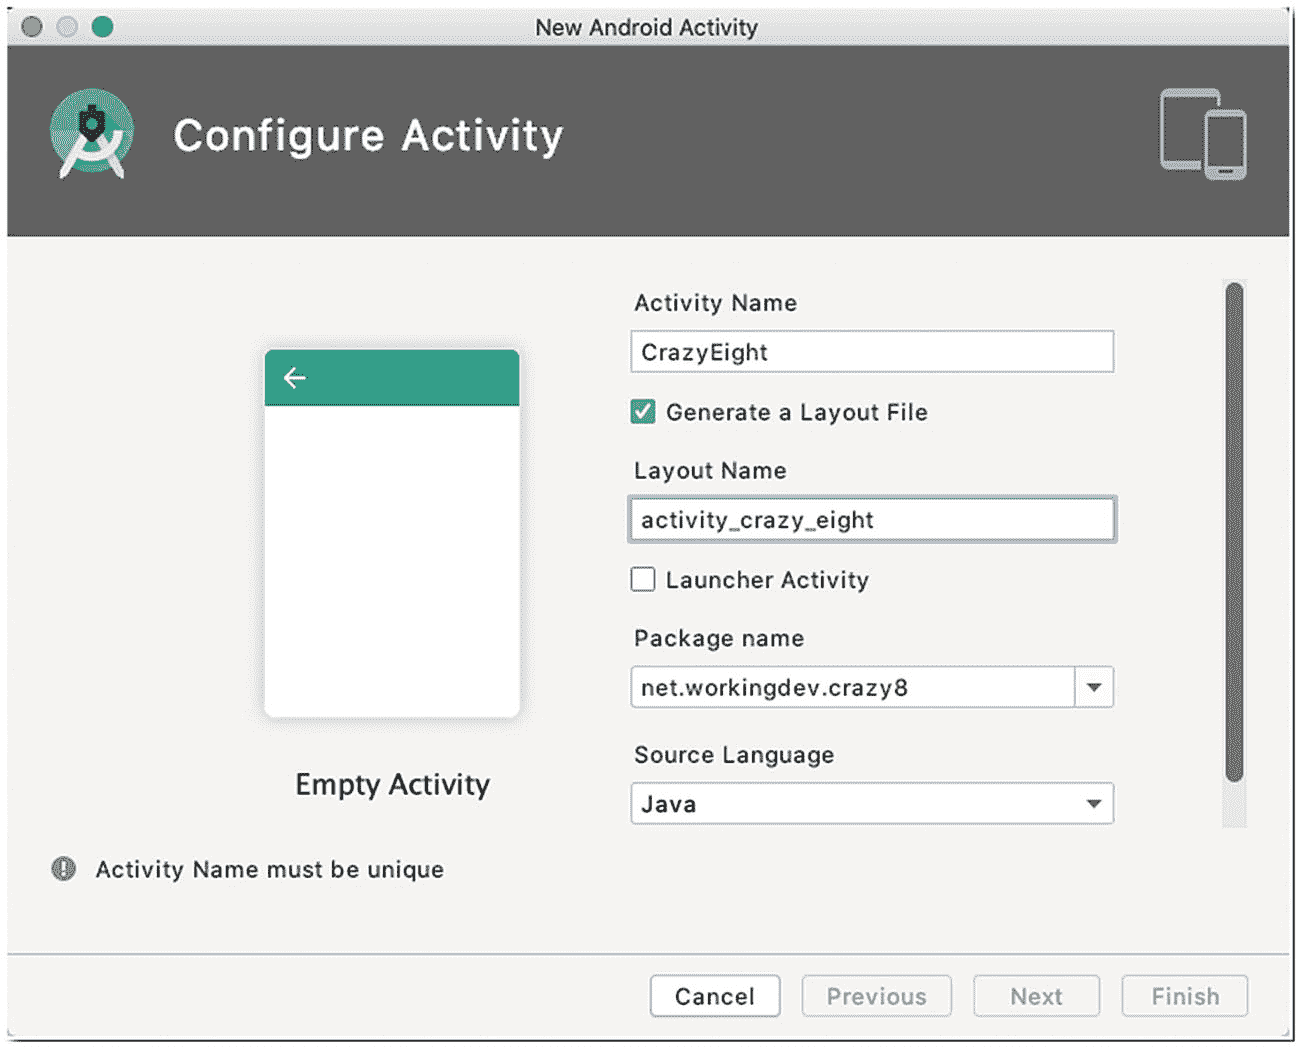 New Android Activity
Configure Activity
Activity Name
CrazyEight
Generate a Layout File
Layout Name
activity_crazy_eight
Launcher Activity
Package name
net.workingdev.crazy8
Source Language
Java
Empty Activity
Activity Name must be unique
Cancel
Previous
Next
Finish